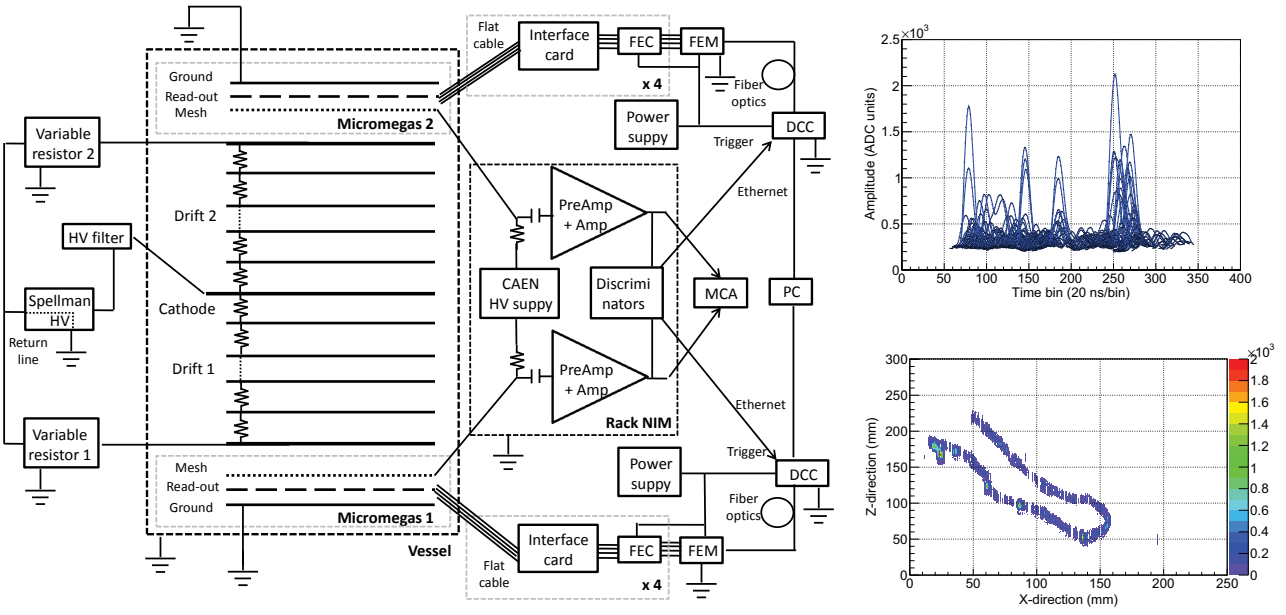 Ground
Read-out
Mesh
Micromegas 2
Flat
cable
Interface
card
FEC
FEM
x 4
Fiber
optics
Power
suppy
Trigger
DCC
Ethernet
Variable
resistor 2
Drift 2
HV filter
Cathode
Spellman
HV
Return
line
Drift 1
Variable
resistor 1
PreAmp
+ Amp
CAEN
HV suppy
Discrimi
nators
MCA
PC
PreAmp
+ Amp
Rack NIM
Ethernet
Trigger
DCC
Power
suppy
Fiber
optics
Mesh
Read-out
Ground
Micromegas 1
Vessel
Flat
cable
Interface
card
FEC
FEM
x 4
×10³
Amplitude (ADC units)
2.5
2
1.5
1
0.5
0
0 50 100 150 200 250 300 350 400
Time bin (20 ns/bin)
Z-direction (mm)
300
250
200
150
100
50
0
0 50 100 150 200 250
X-direction (mm)
×10³
2
1.8
1.6
1.4
1.2
1
0.8
0.6
0.4
0.2
0